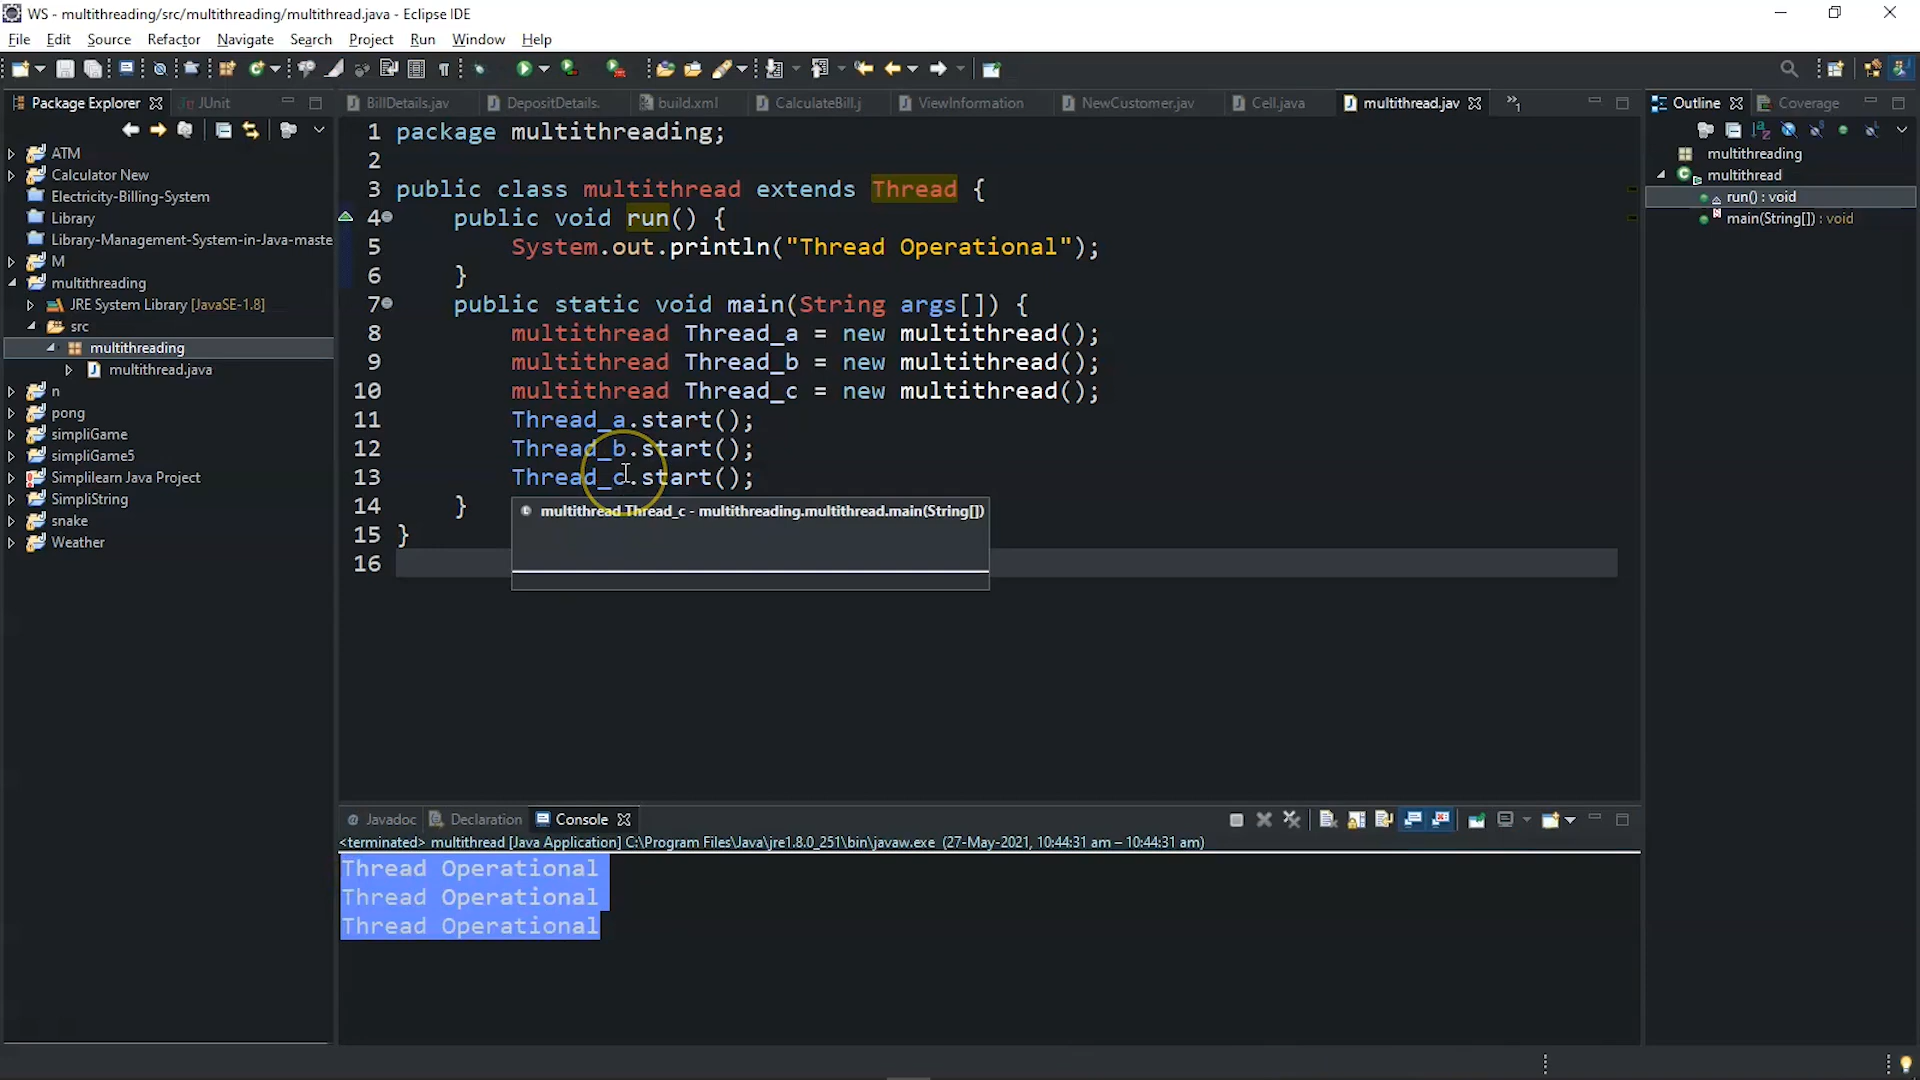 WS - multithreading/src/multithreading/multithread.java - Eclipse IDE
File Edit Source Refactor Navigate Search Project Run Window Help
Package Explorer JUnit
BillDetails.jav DepositDetails. build.xml CalculateBill.j ViewInformation NewCustomer.jav Cell.java multithread.jav »1
Outline Coverage
ATM
Calculator New
Electricity-Billing-System
Library
Library-Management-System-in-Java-maste
M
multithreading
JRE System Library [JavaSE-1.8]
src
multithreading
multithread.java
n
pong
simpliGame
simpliGame5
Simplilearn Java Project
SimpliString
snake
Weather
1 package multithreading;
2
3 public class multithread extends Thread {
4 public void run() {
5 System.out.println("Thread Operational");
6 }
7 public static void main(String args[]) {
8 multithread Thread_a = new multithread();
9 multithread Thread_b = new multithread();
10 multithread Thread_c = new multithread();
11 Thread_a.start();
12 Thread_b.start();
13 Thread_c.start();
14 }
15 }
16
multithread Thread_c - multithreading.multithread.main(String[])
multithreading
multithread
run() : void
main(String[]) : void
@ Javadoc Declaration Console
<terminated> multithread [Java Application] C:\Program Files\Java\jre1.8.0_251\bin\javaw.exe (27-May-2021, 10:44:31 am – 10:44:31 am)
Thread Operational
Thread Operational
Thread Operational